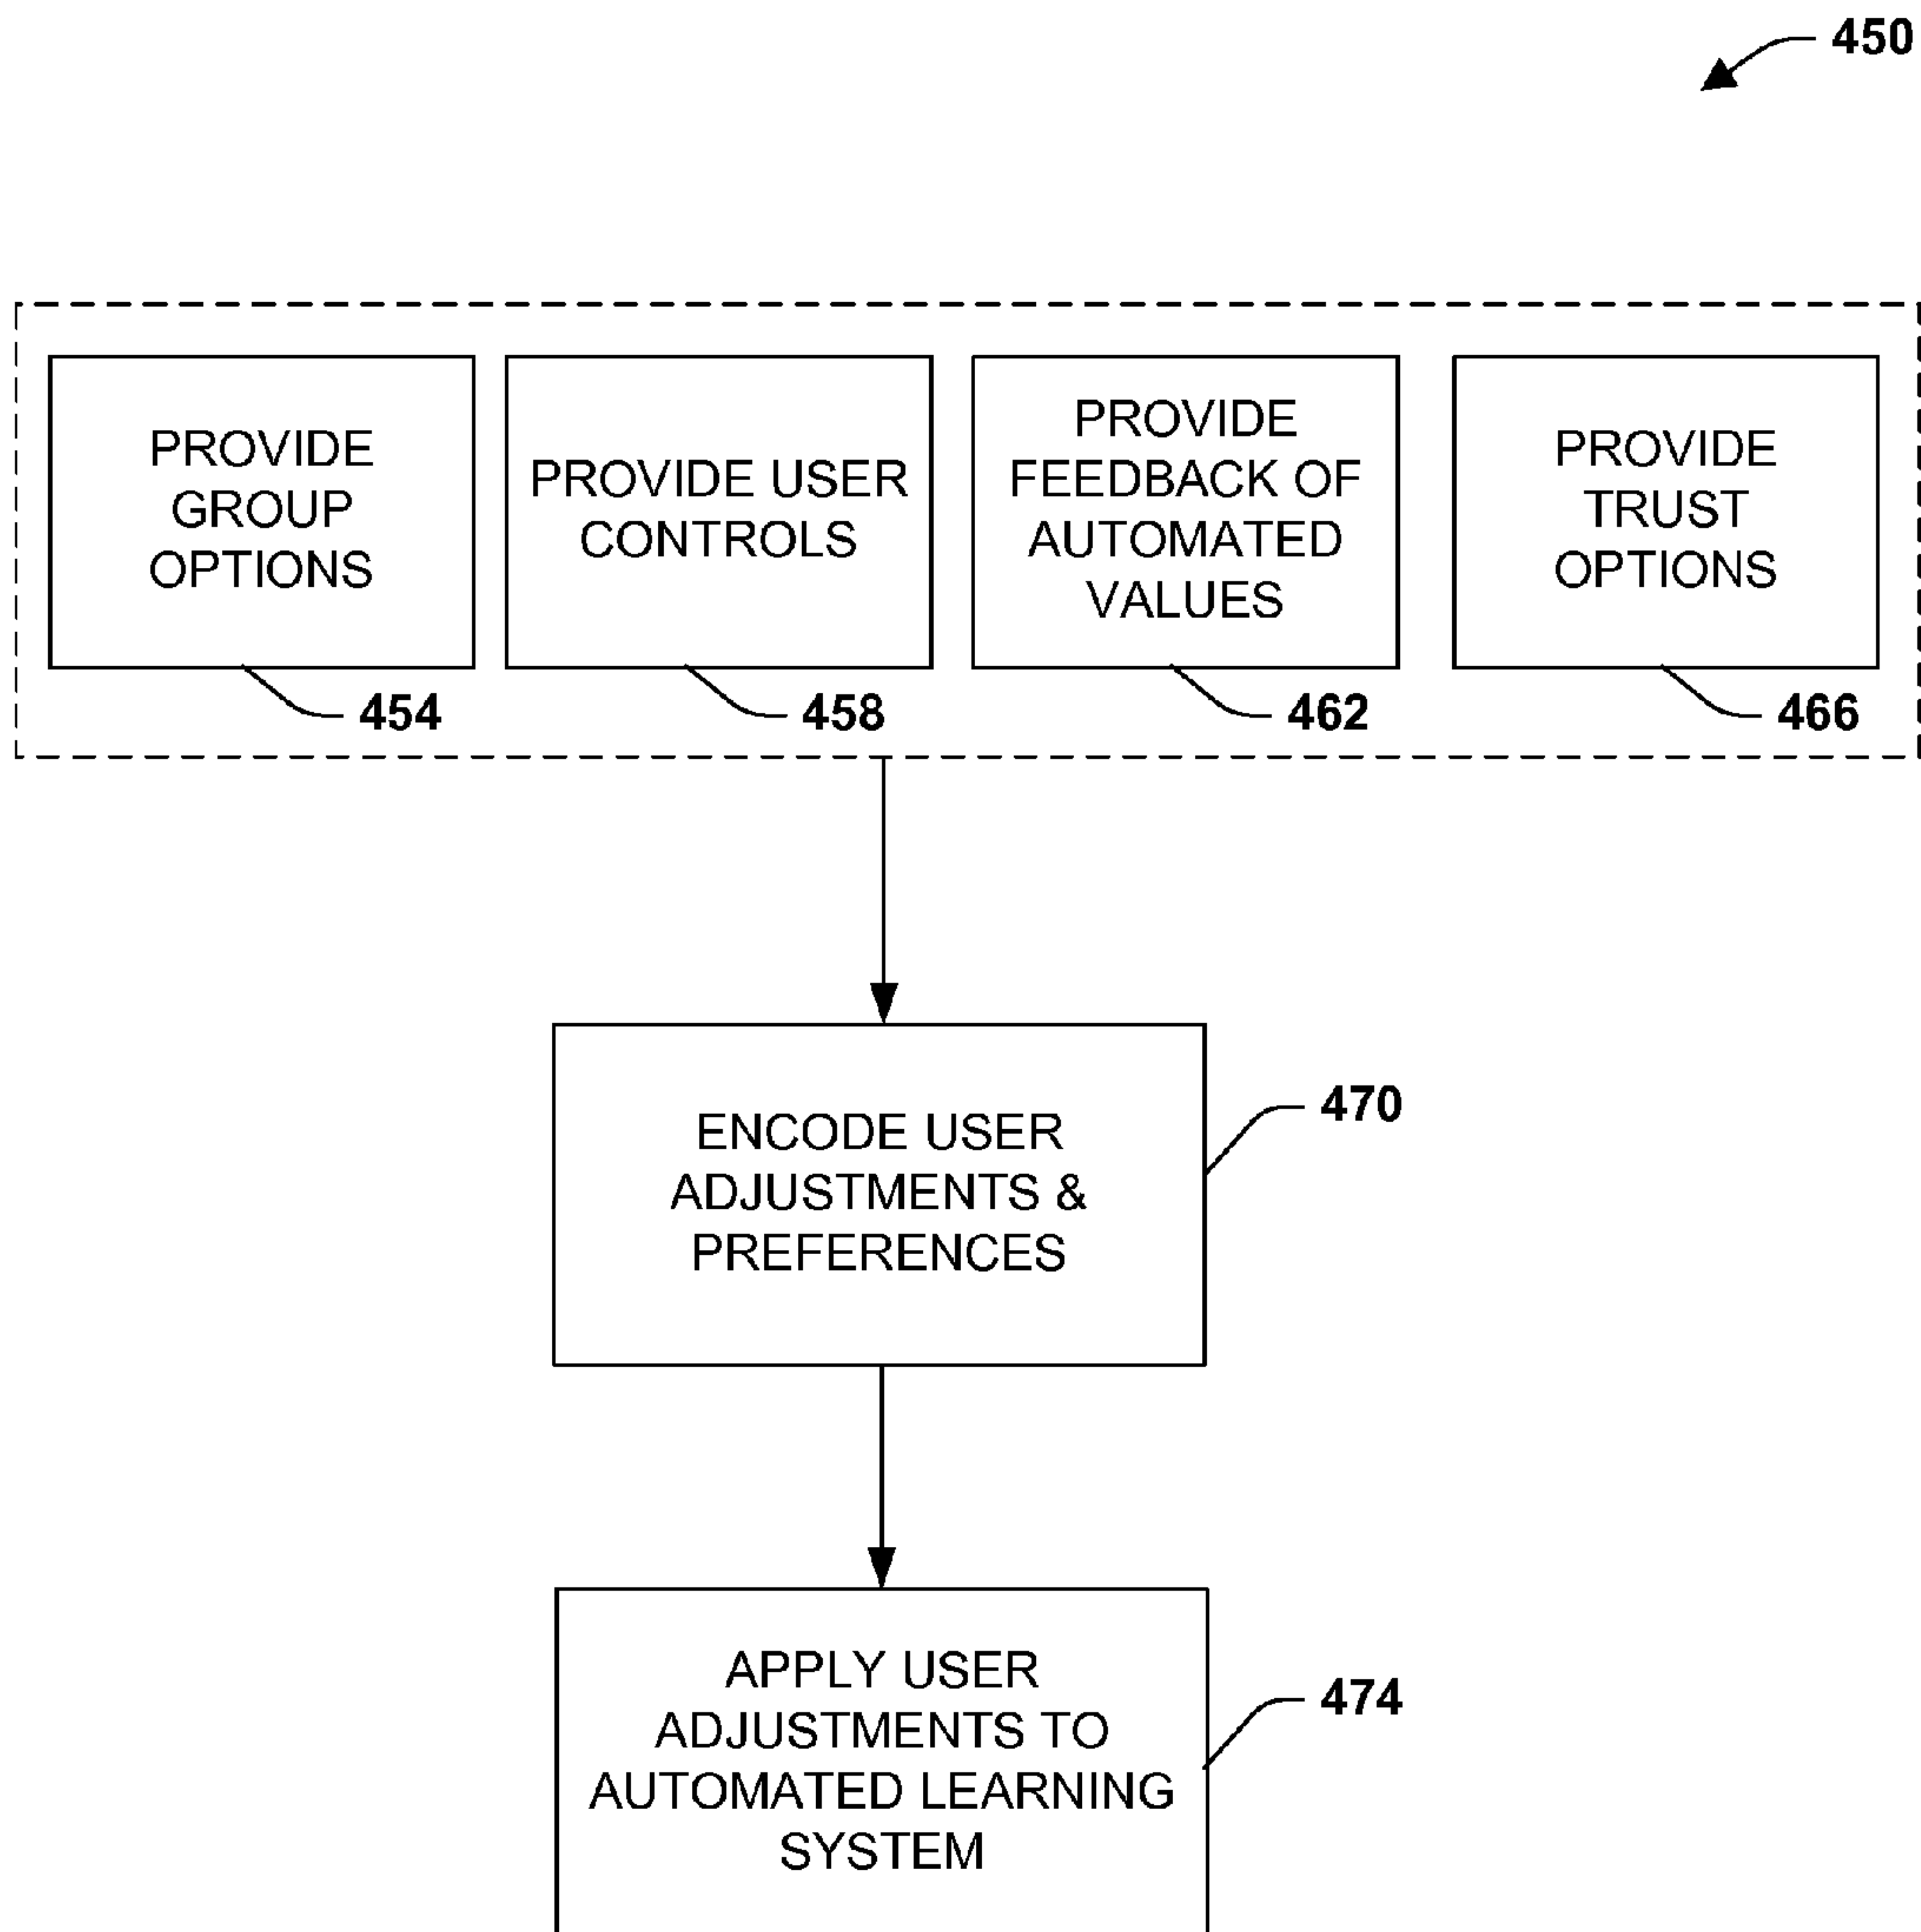 450
PROVIDE
GROUP
OPTIONS
454
PROVIDE USER
CONTROLS
458
PROVIDE
FEEDBACK OF
AUTOMATED
VALUES
462
PROVIDE
TRUST
OPTIONS
466
ENCODE USER
ADJUSTMENTS &
PREFERENCES
470
APPLY USER
ADJUSTMENTS TO
AUTOMATED LEARNING
SYSTEM
474